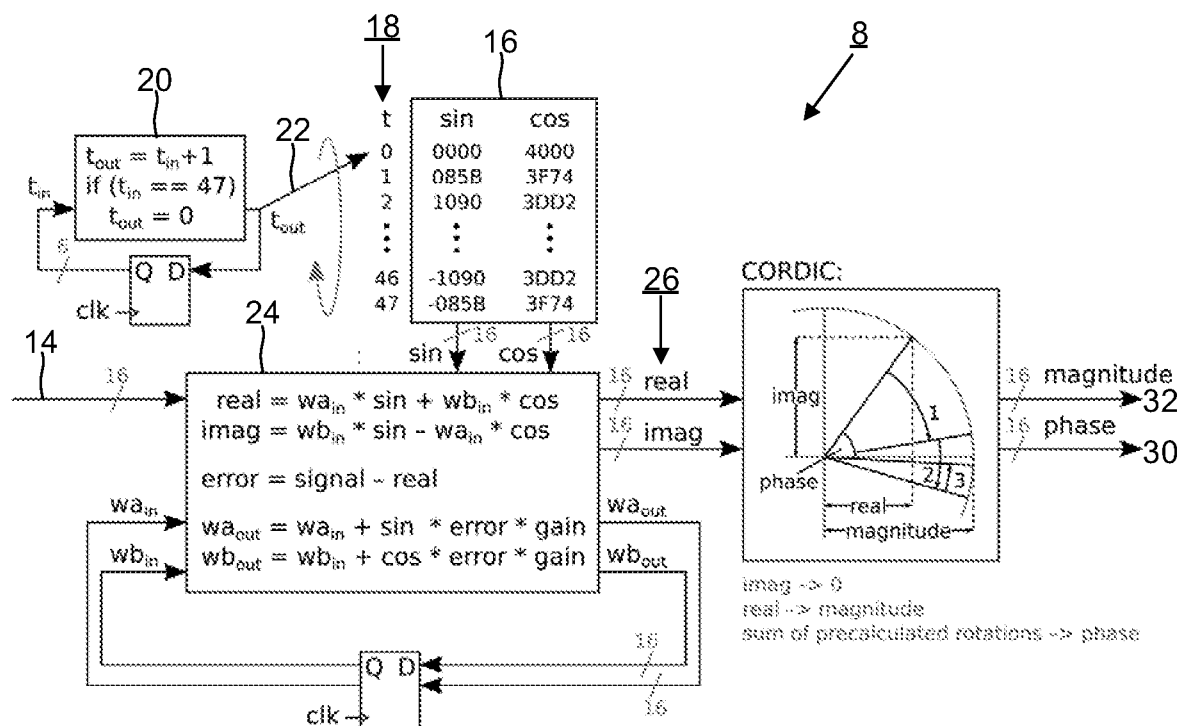 18
16
8
20
22
t sin cos
0 0000 4000
1 085B 3F74
2 1090 3DD2
46 -1090 3DD2
47 -085B 3F74
t_out = t_in+1
if (t_in == 47)
t_out = 0
t_in
t_out
6
Q D
clk
24
14
16
sin 16
cos 16
26
real = wa_in * sin + wb_in * cos
imag = wb_in * sin - wa_in * cos
error = signal - real
wa_out = wa_in + sin * error * gain
wb_out = wb_in + cos * error * gain
wa_in
wb_in
wa_out
wb_out
16 real
16 imag
CORDIC:
imag
1
2
3
phase
real
magnitude
16 magnitude
32
16 phase
30
imag -> 0
real -> magnitude
sum of precalculated rotations -> phase
Q D
clk
16
16